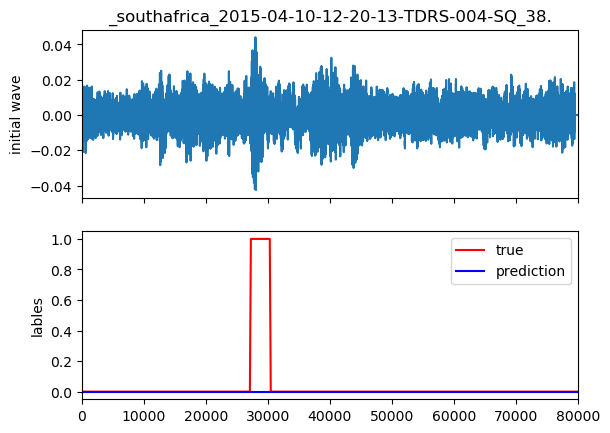 _southafrica_2015-04-10-12-20-13-TDRS-004-SQ_38.
initial wave
0.04
0.02
0.00
−0.02
−0.04
lables
1.0
0.8
0.6
0.4
0.2
0.0
true
prediction
0 10000 20000 30000 40000 50000 60000 70000 80000